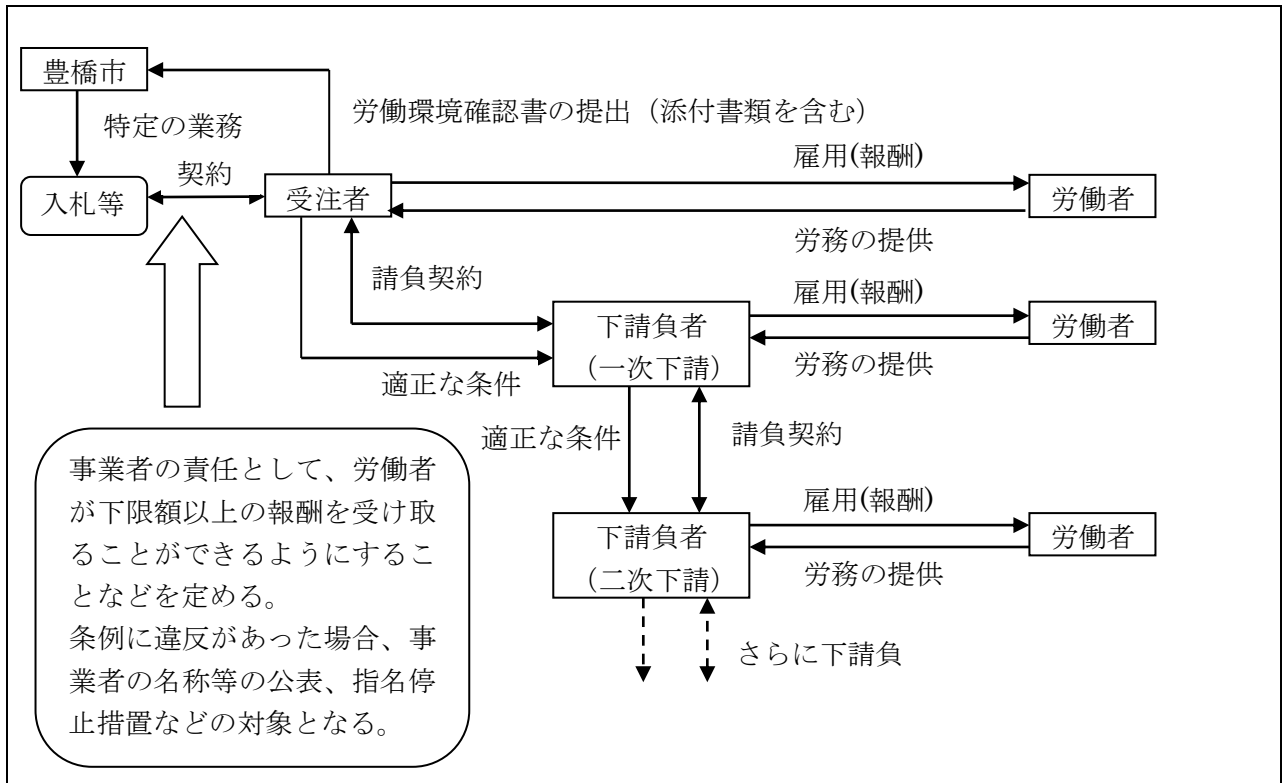 豊橋市
労働環境確認書の提出（添付書類を含む）
特定の業務
雇用(報酬)
契約
入札等
受注者
労働者
労務の提供
請負契約
雇用(報酬)
下請負者
（一次下請）
労働者
労務の提供
適正な条件
適正な条件
請負契約
事業者の責任として、労働者
が下限額以上の報酬を受け取
ることができるようにするこ
となどを定める。
条例に違反があった場合、事
業者の名称等の公表、指名停
止措置などの対象となる。
雇用(報酬)
下請負者
（二次下請）
労働者
労務の提供
さらに下請負